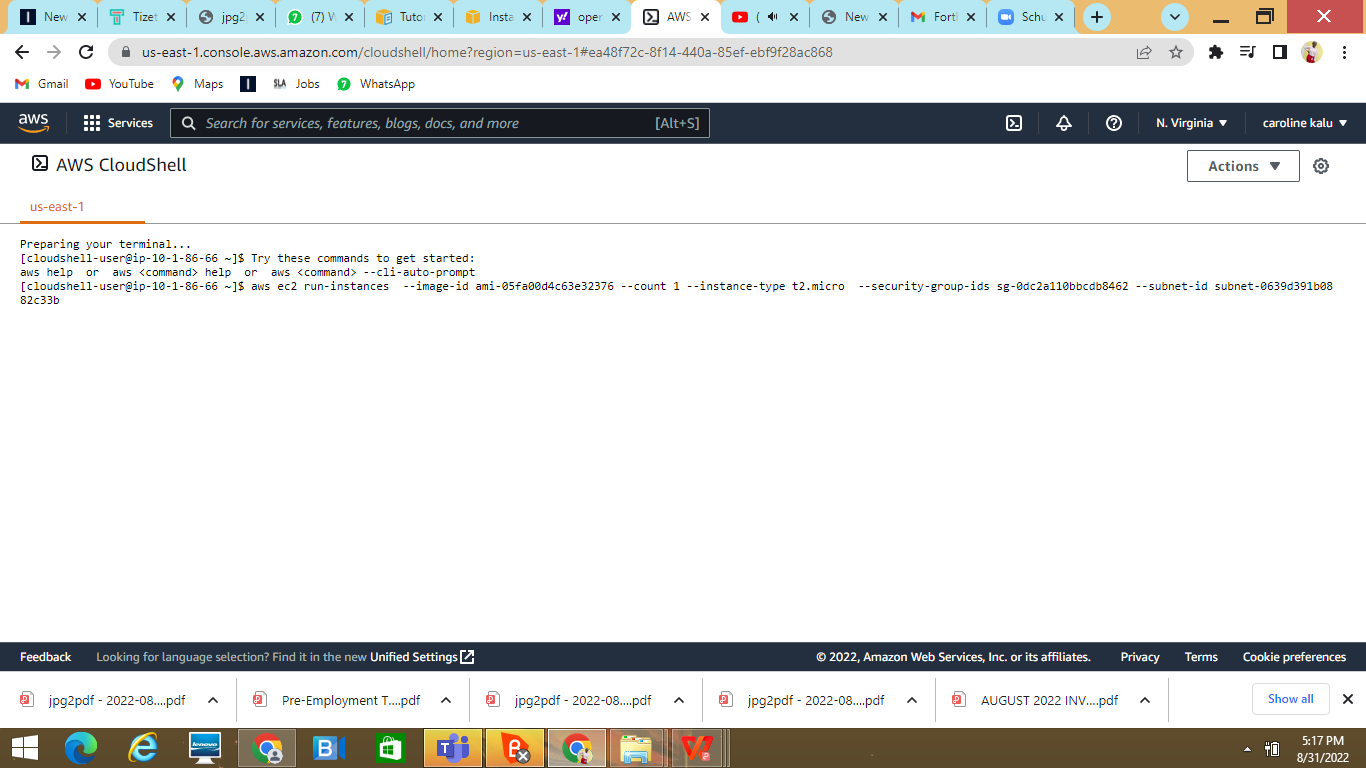 New
Tizet
jpg2
(7) W
Tuto
Insta
oper
AWS
(
New
Fortl
Schu
us-east-1.console.aws.amazon.com/cloudshell/home?region=us-east-1#ea48f72c-8f14-440a-85ef-ebf9f28ac868
Gmail
YouTube
Maps
SLA Jobs
WhatsApp
aws
Services
Search for services, features, blogs, docs, and more [Alt+S]
N. Virginia
caroline kalu
AWS CloudShell
Actions
us-east-1
Preparing your terminal...
[cloudshell-user@ip-10-1-86-66 ~]$ Try these commands to get started:
aws help  or  aws <command> help  or  aws <command> --cli-auto-prompt
[cloudshell-user@ip-10-1-86-66 ~]$ aws ec2 run-instances  --image-id ami-05fa00d4c63e32376 --count 1 --instance-type t2.micro  --security-group-ids sg-0dc2a110bbcdb8462 --subnet-id subnet-0639d391b08
82c33b
Feedback
Looking for language selection? Find it in the new Unified Settings
© 2022, Amazon Web Services, Inc. or its affiliates.
Privacy
Terms
Cookie preferences
jpg2pdf - 2022-08....pdf
Pre-Employment T....pdf
jpg2pdf - 2022-08....pdf
jpg2pdf - 2022-08....pdf
AUGUST 2022 INV....pdf
Show all
lenovo
5:17 PM
8/31/2022